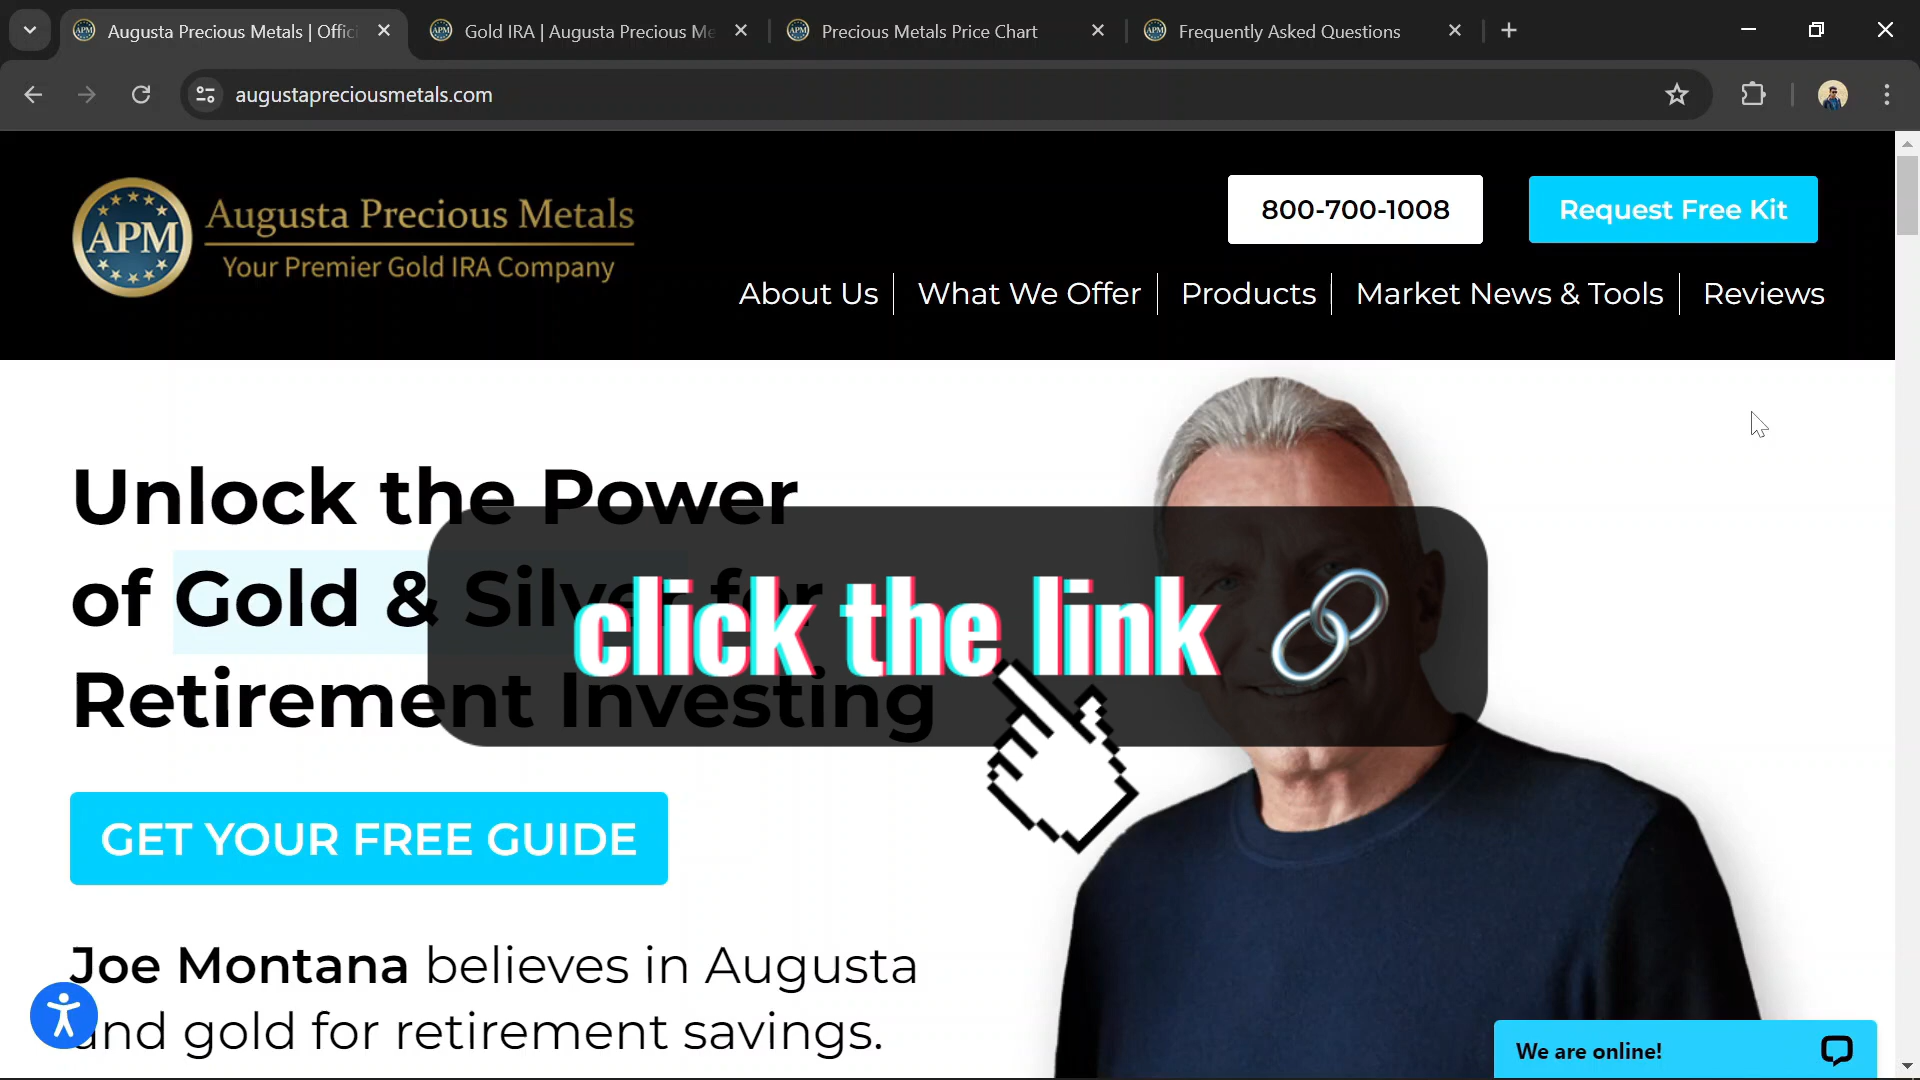 Augusta Precious Metals | Offici
Gold IRA | Augusta Precious Me
Precious Metals Price Chart
Frequently Asked Questions
augustapreciousmetals.com
APM
Augusta Precious Metals
Your Premier Gold IRA Company
800-700-1008
Request Free Kit
About Us
What We Offer
Products
Market News & Tools
Reviews
Unlock the Power
of Gold & Silver for
Retirement Investing
click the link
GET YOUR FREE GUIDE
Joe Montana believes in Augusta
and gold for retirement savings.
We are online!